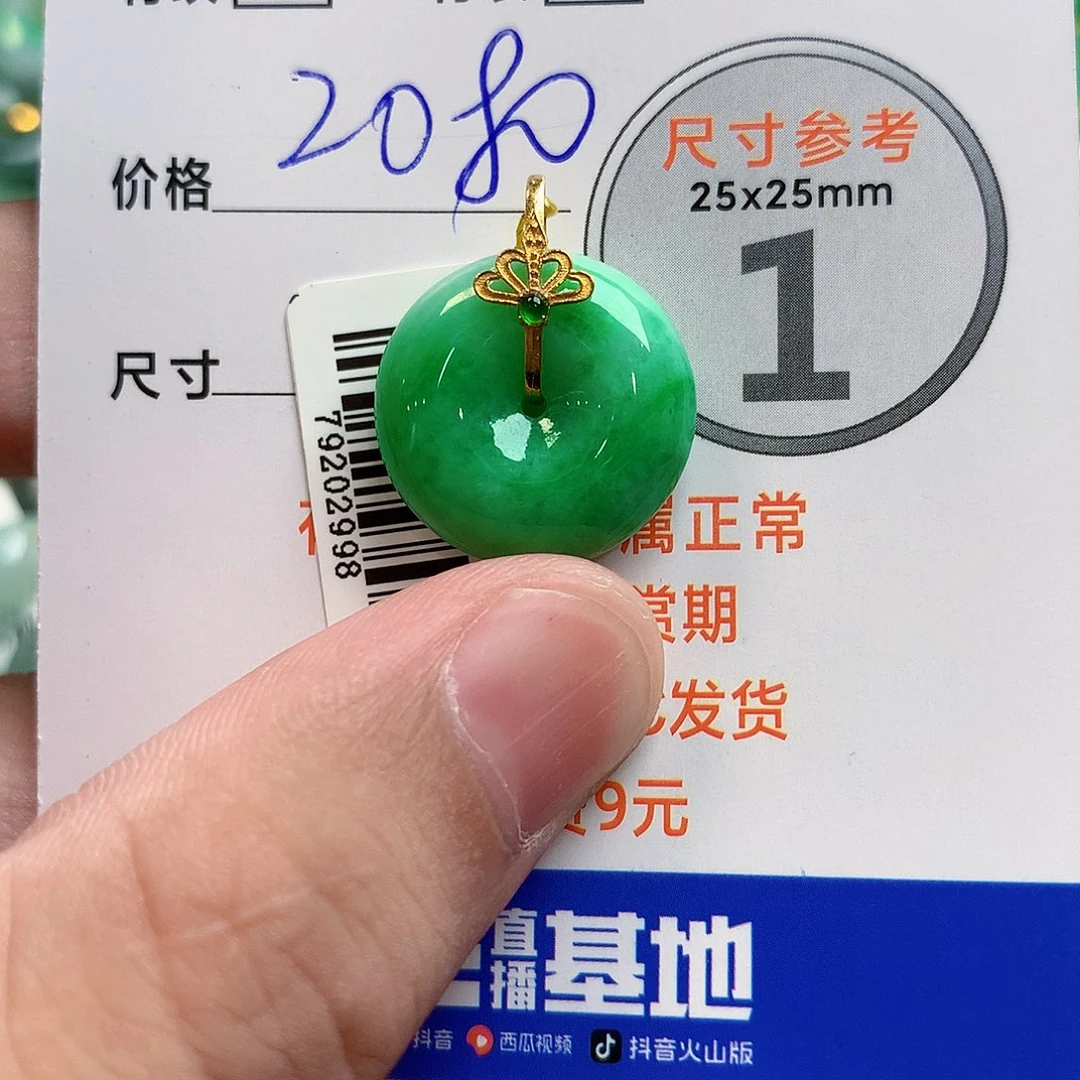 价格 2080
尺寸参考
25x25mm
1
尺寸
79202998
属正常
赏期
发货
9元
直播基地
抖音 西瓜视频 抖音火山版